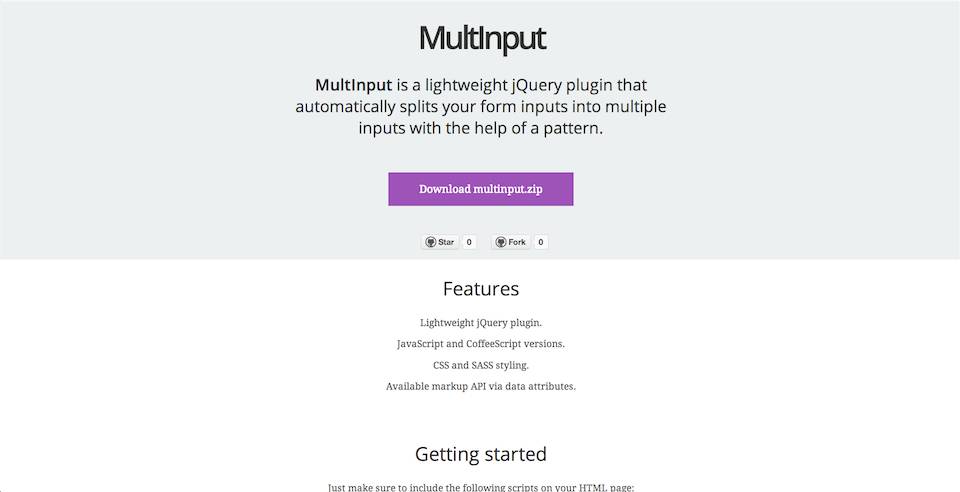 MultInput
MultInput is a lightweight jQuery plugin that
automatically splits your form inputs into multiple
inputs with the help of a pattern.
Download multinput.zip
Star 0 Fork 0
Features
Lightweight jQuery plugin.
JavaScript and CoffeeScript versions.
CSS and SASS styling.
Available markup API via data attributes.
Getting started
Just make sure to include the following scripts on your HTML page: